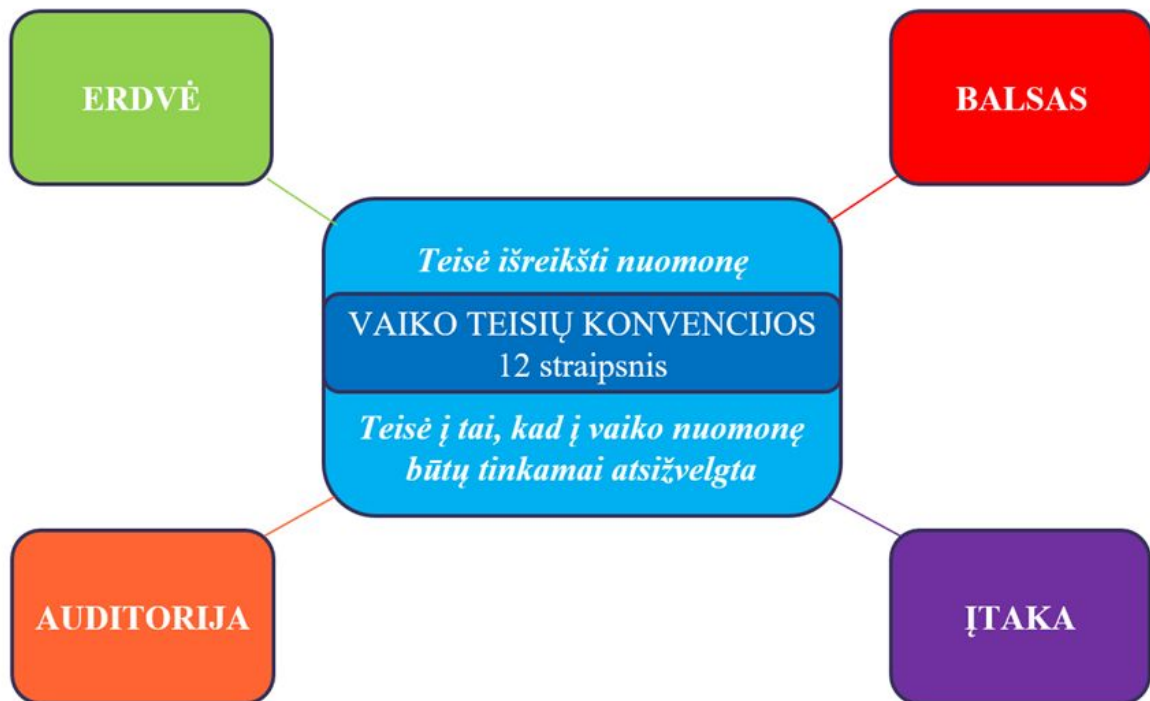 ERDVĖ
BALSAS
Teisė išreikšti nuomonę
VAIKO TEISIŲ KONVENCIJOS
12 straipsnis
Teisė į tai, kad į vaiko nuomonę
būtų tinkamai atsižvelgta
AUDITORIJA
ĮTAKA